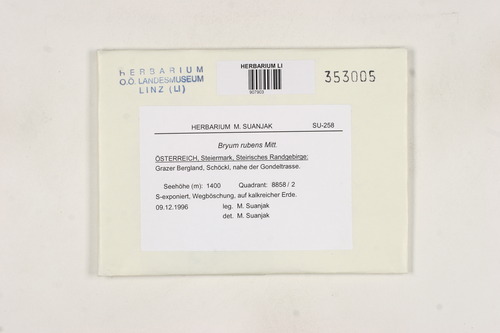 HERBARIUM
O.Ö. LANDESMUSEUM
LINZ (LI)
HERBARIUM LI
907803
353005
HERBARIUM M. SUANJAK SU-258
Bryum rubens Mitt.
ÖSTERREICH, Steiermark, Steirisches Randgebirge:
Grazer Bergland, Schöckl, nahe der Gondeltrasse.
Seehöhe (m): 1400 Quadrant: 8858 / 2
S-exponiert, Wegböschung, auf kalkreicher Erde.
09.12.1996 leg. M. Suanjak
det. M. Suanjak